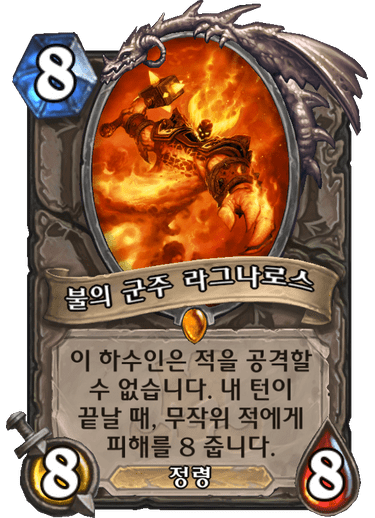 8
불의 군주 라그나로스
이 하수인은 적을 공격할
수 없습니다. 내 턴이
끝날 때, 무작위 적에게
피해를 8 줍니다.
정령
8
8